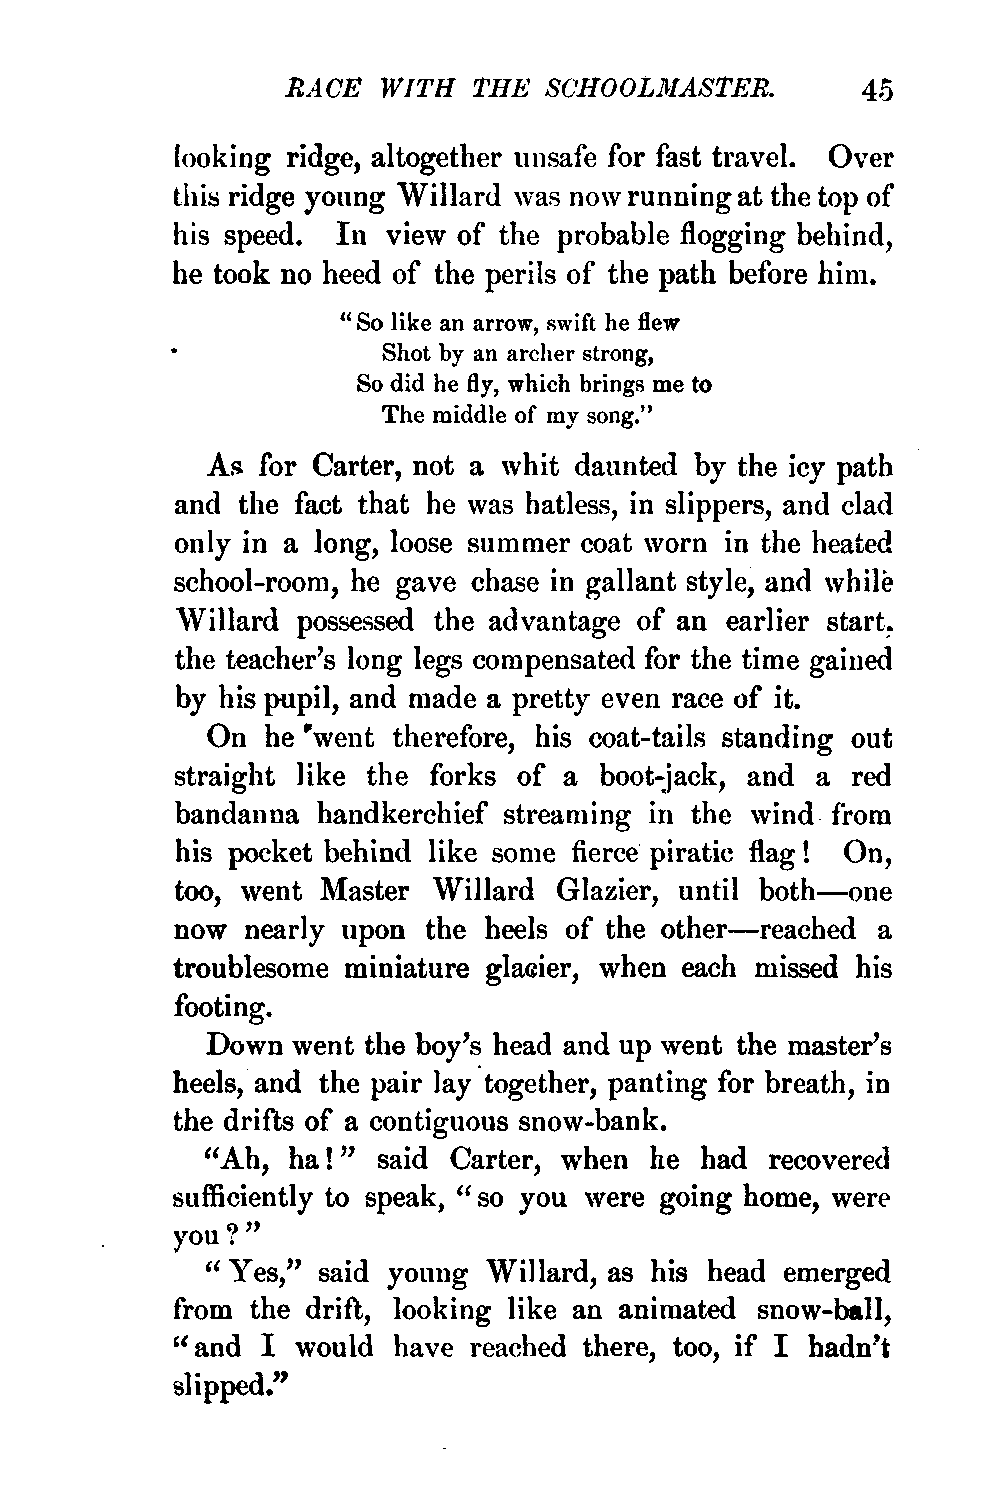 RACE WITH THE SCHOOLMASTER. 45
looking ridge, altogether unsafe for fast travel. Over
this ridge young Willard was now running at the top of
his speed. In view of the probable flogging behind,
he took no heed of the perils of the path before him.
“So like an arrow, swift he flew
Shot by an archer strong,
So did he fly, which brings me to
The middle of my song.”
As for Carter, not a whit daunted by the icy path
and the fact that he was hatless, in slippers, and clad
only in a long, loose summer coat worn in the heated
school-room, he gave chase in gallant style, and while
Willard possessed the advantage of an earlier start,
the teacher’s long legs compensated for the time gained
by his pupil, and made a pretty even race of it.
On he went therefore, his coat-tails standing out
straight like the forks of a boot-jack, and a red
bandanna handkerchief streaming in the wind from
his pocket behind like some fierce piratic flag! On,
too, went Master Willard Glazier, until both—one
now nearly upon the heels of the other—reached a
troublesome miniature glacier, when each missed his
footing.
Down went the boy’s head and up went the master’s
heels, and the pair lay together, panting for breath, in
the drifts of a contiguous snow-bank.
“Ah, ha!” said Carter, when he had recovered
sufficiently to speak, “so you were going home, were
you?”
“Yes,” said young Willard, as his head emerged
from the drift, looking like an animated snow-ball,
“and I would have reached there, too, if I hadn’t
slipped.”